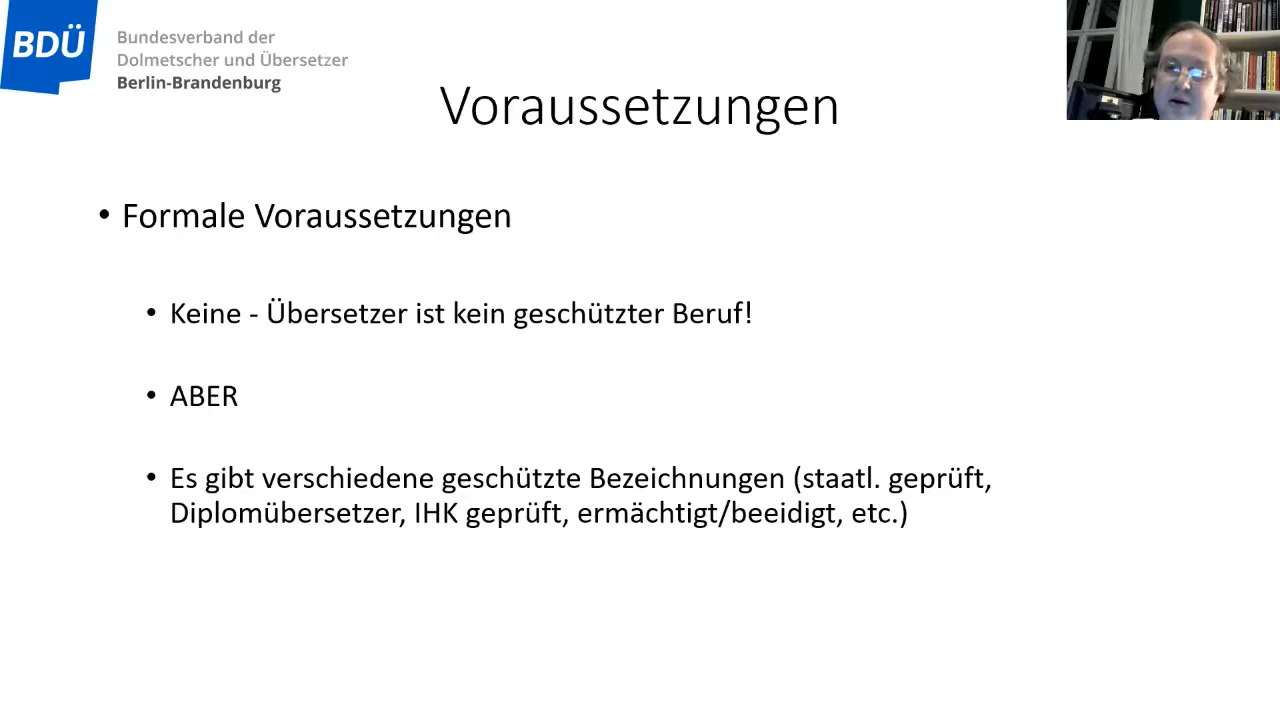 BDÜ
Bundesverband der
Dolmetscher und Übersetzer
Berlin-Brandenburg
Voraussetzungen
• Formale Voraussetzungen
• Keine - Übersetzer ist kein geschützter Beruf!
• ABER
• Es gibt verschiedene geschützte Bezeichnungen (staatl. geprüft,
Diplomübersetzer, IHK geprüft, ermächtigt/beeidigt, etc.)